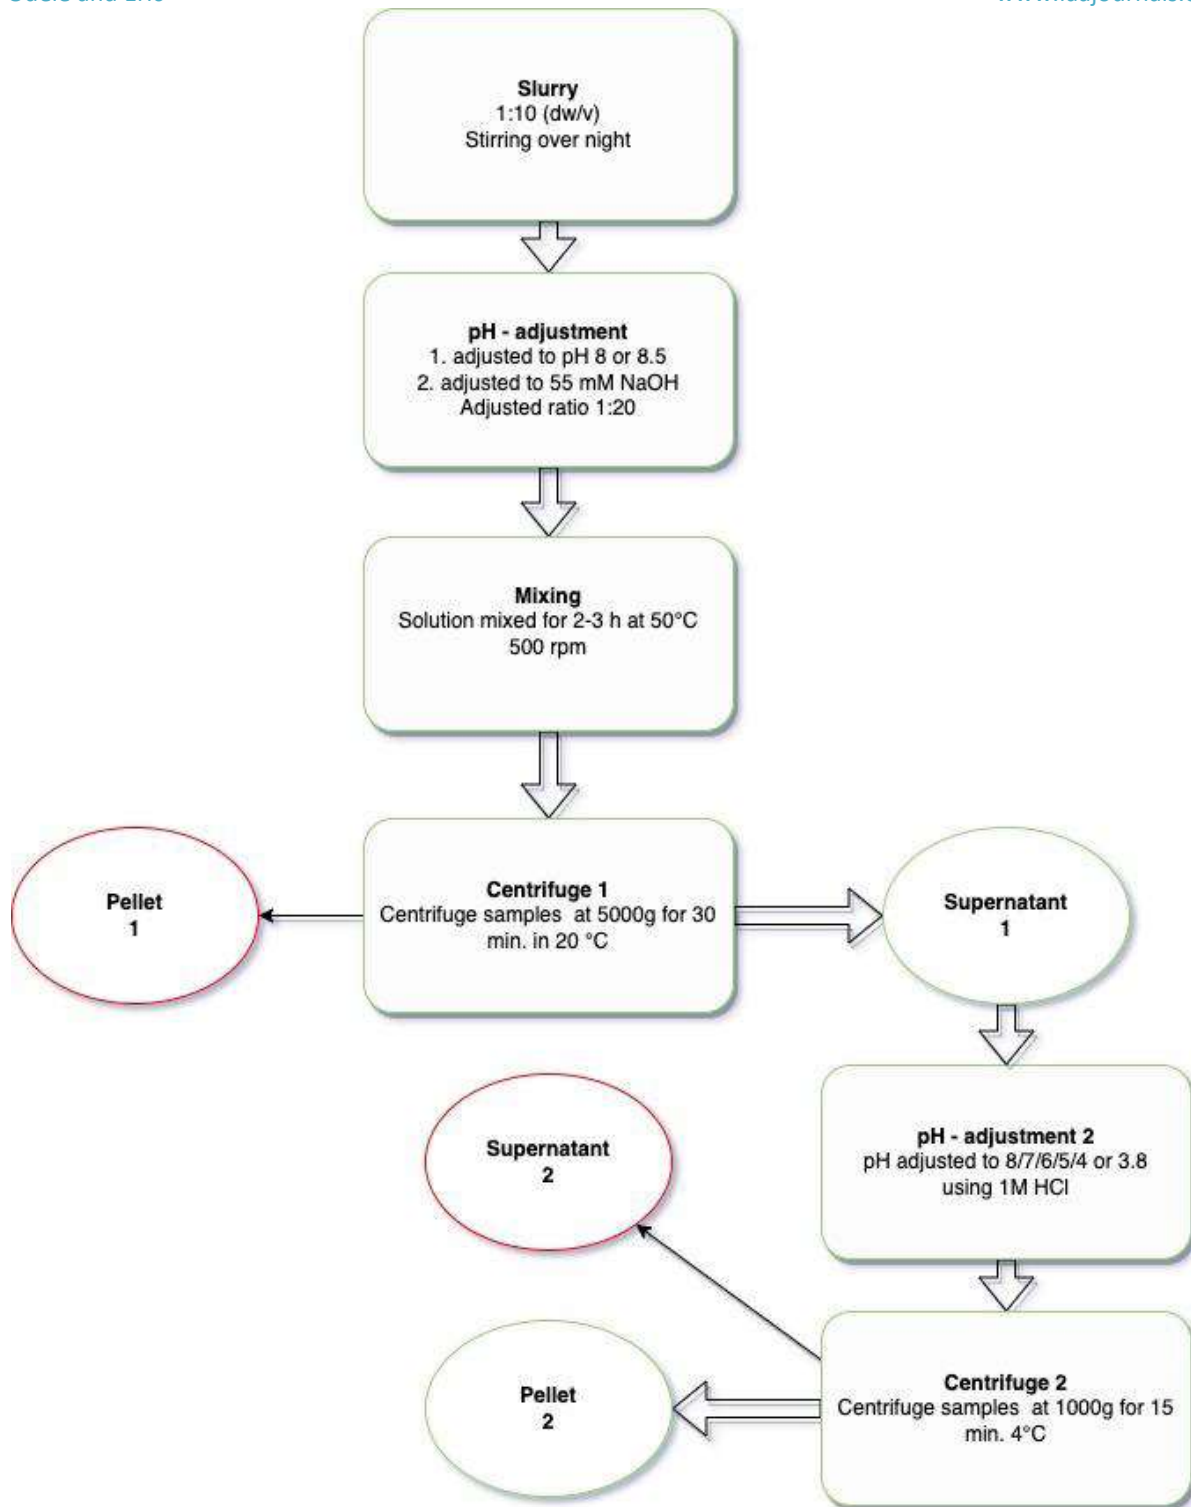 Slurry
1:10 (dw/v)
Stirring over night
pH - adjustment
1. adjusted to pH 8 or 8.5
2. adjusted to 55 mM NaOH
Adjusted ratio 1:20
Mixing
Solution mixed for 2-3 h at 50°C
500 rpm
Pellet
1
Centrifuge 1
Centrifuge samples at 5000g for 30
min. in 20 °C
Supernatant
1
pH - adjustment 2
pH adjusted to 8/7/6/5/4 or 3.8
using 1M HCl
Supernatant
2
Pellet
2
Centrifuge 2
Centrifuge samples at 1000g for 15
min. 4°C